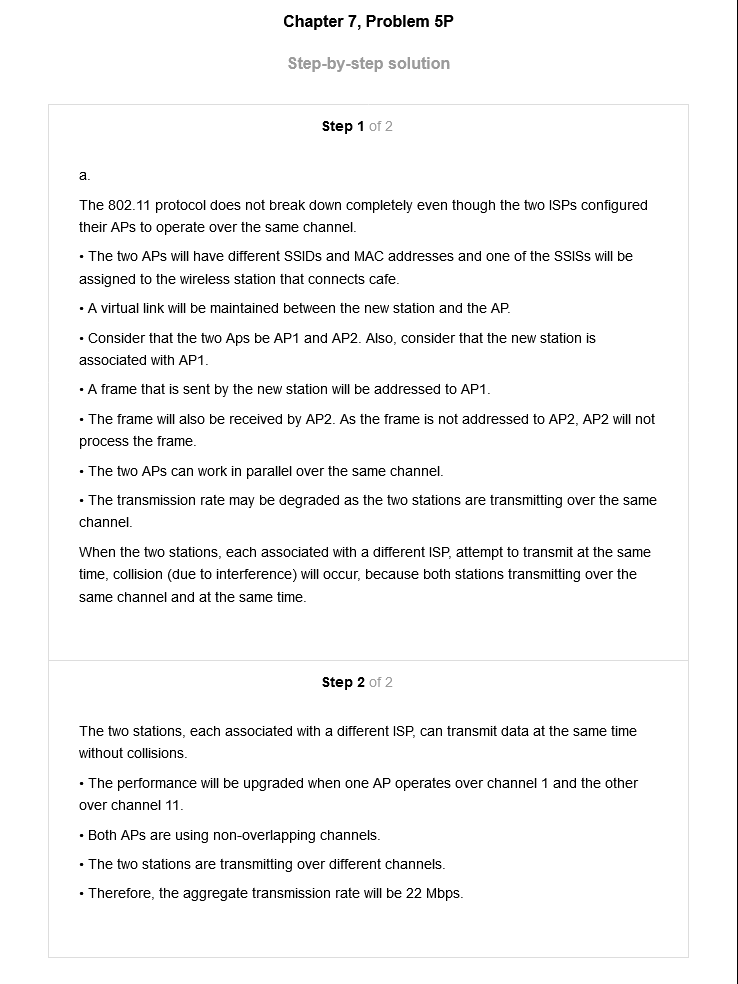 Chapter 7, Problem 5P
Step-by-step solution
Step 1 of 2
a.
The 802.11 protocol does not break down completely even though the two ISPs configured
their APs to operate over the same channel.
• The two APs will have different SSIDs and MAC addresses and one of the SSISs will be
assigned to the wireless station that connects cafe.
• A virtual link will be maintained between the new station and the AP.
• Consider that the two Aps be AP1 and AP2. Also, consider that the new station is
associated with AP1.
• A frame that is sent by the new station will be addressed to AP1.
• The frame will also be received by AP2. As the frame is not addressed to AP2, AP2 will not
process the frame.
• The two APs can work in parallel over the same channel.
• The transmission rate may be degraded as the two stations are transmitting over the same
channel.
When the two stations, each associated with a different ISP, attempt to transmit at the same
time, collision (due to interference) will occur, because both stations transmitting over the
same channel and at the same time.
Step 2 of 2
The two stations, each associated with a different ISP, can transmit data at the same time
without collisions.
• The performance will be upgraded when one AP operates over channel 1 and the other
over channel 11.
• Both APs are using non-overlapping channels.
• The two stations are transmitting over different channels.
• Therefore, the aggregate transmission rate will be 22 Mbps.